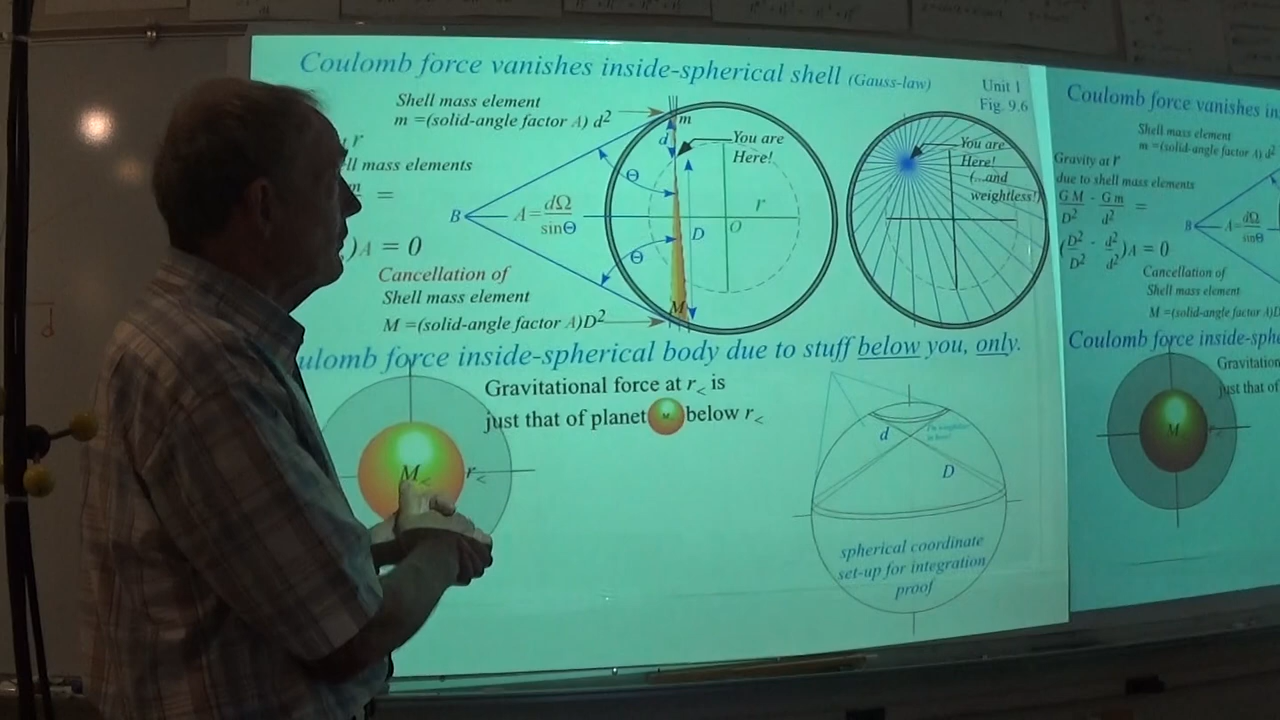 Coulomb force vanishes inside-spherical shell (Gauss-law)
Unit 1
Fig. 9.6
Shell mass element
m =(solid-angle factor A) d²
r
ll mass elements
m
=
)A = 0
Cancellation of
Shell mass element
M =(solid-angle factor A)D²
B
A= dΩ
sinΘ
Θ
Θ
m
d
You are
Here!
r
O
D
M
You are
Here!
(...and
weightless!)
ulomb force inside-spherical body due to stuff below you, only.
Gravitational force at r< is
just that of planet M below r<
M<
r<
d
D
spherical coordinate
set-up for integration
proof
Coulomb force vanishes in
Shell mass element
m =(solid-angle factor A) d²
Gravity at r
due to shell mass elements
G M - G m =
D² d²
(D² - d²)A = 0
D² d²
B
A= dΩ
sinΘ
Cancellation of
Shell mass element
M =(solid-angle factor A)D
Coulomb force inside-sphe
Gravitation
just that of
M
r<